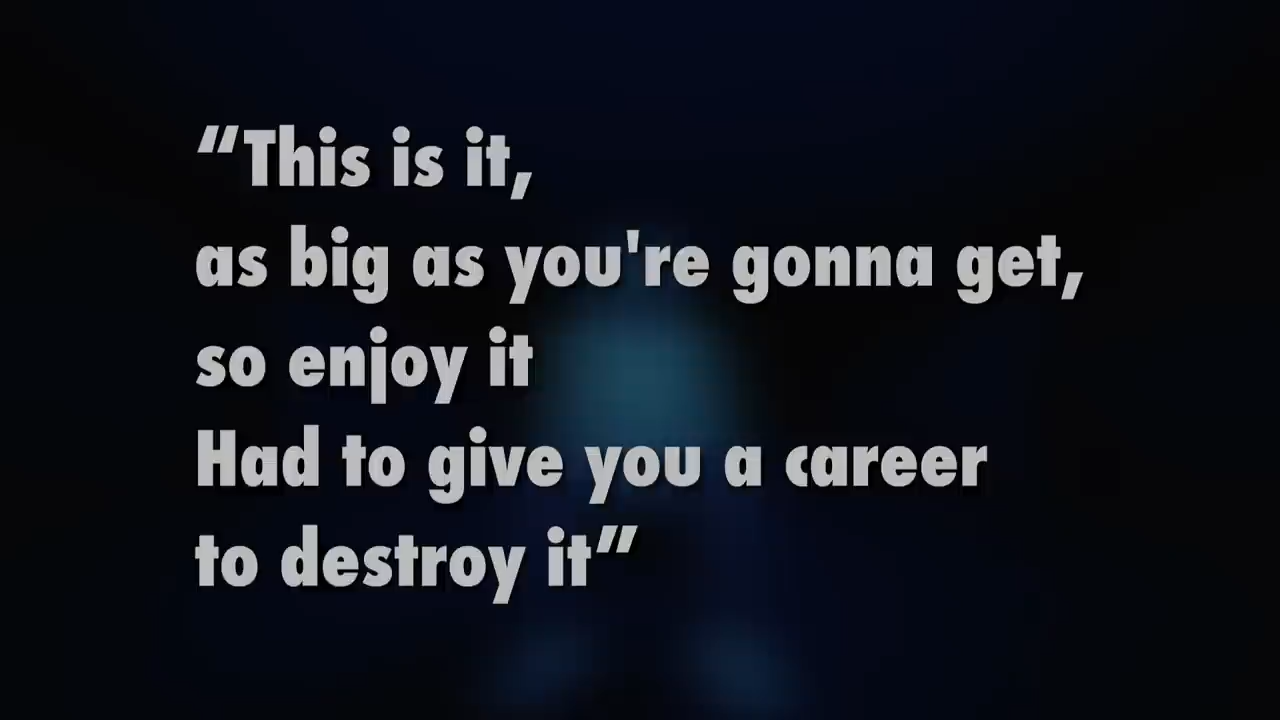 “This is it,
as big as you're gonna get,
so enjoy it
Had to give you a career
to destroy it”